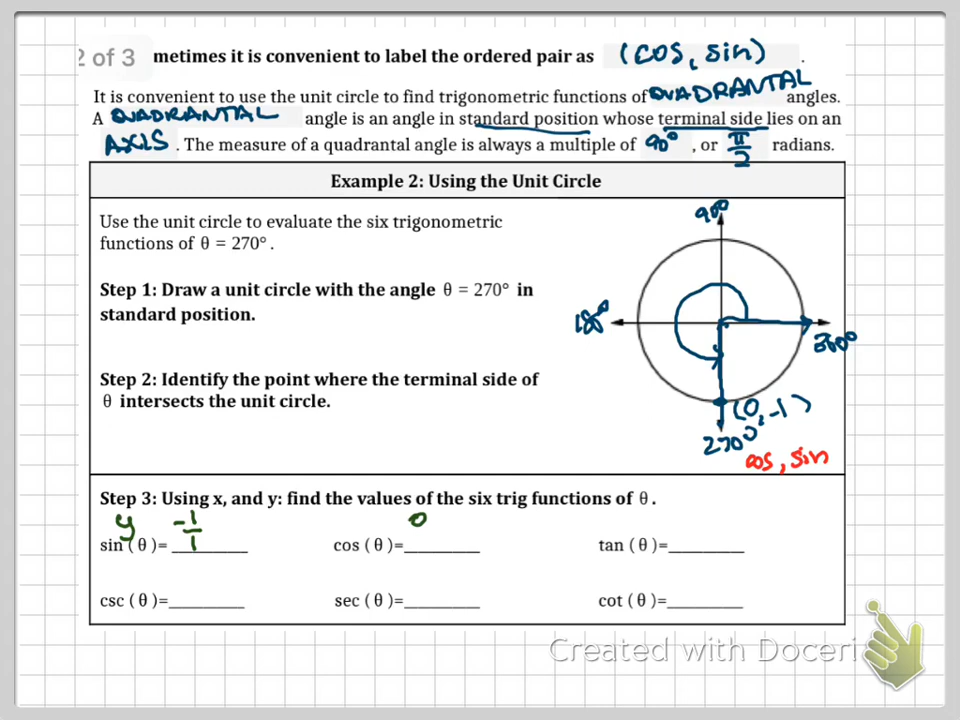 2 of 3 metimes it is convenient to label the ordered pair as (cos, sin) .
It is convenient to use the unit circle to find trigonometric functions of QUADRANTAL angles.
A QUADRANTAL angle is an angle in standard position whose terminal side lies on an
AXIS . The measure of a quadrantal angle is always a multiple of 90° , or π/2 radians.
Example 2: Using the Unit Circle
Use the unit circle to evaluate the six trigonometric
functions of θ = 270° .
Step 1: Draw a unit circle with the angle θ = 270° in
standard position.
Step 2: Identify the point where the terminal side of
θ intersects the unit circle.
90°
180°
360°
(0, -1)
270°
cos, sin
Step 3: Using x, and y: find the values of the six trig functions of θ .
y -1/1 0
sin ( θ )=________ cos ( θ )=________ tan ( θ )=________
csc ( θ )=________ sec ( θ )=________ cot ( θ )=________
Created with Doceri